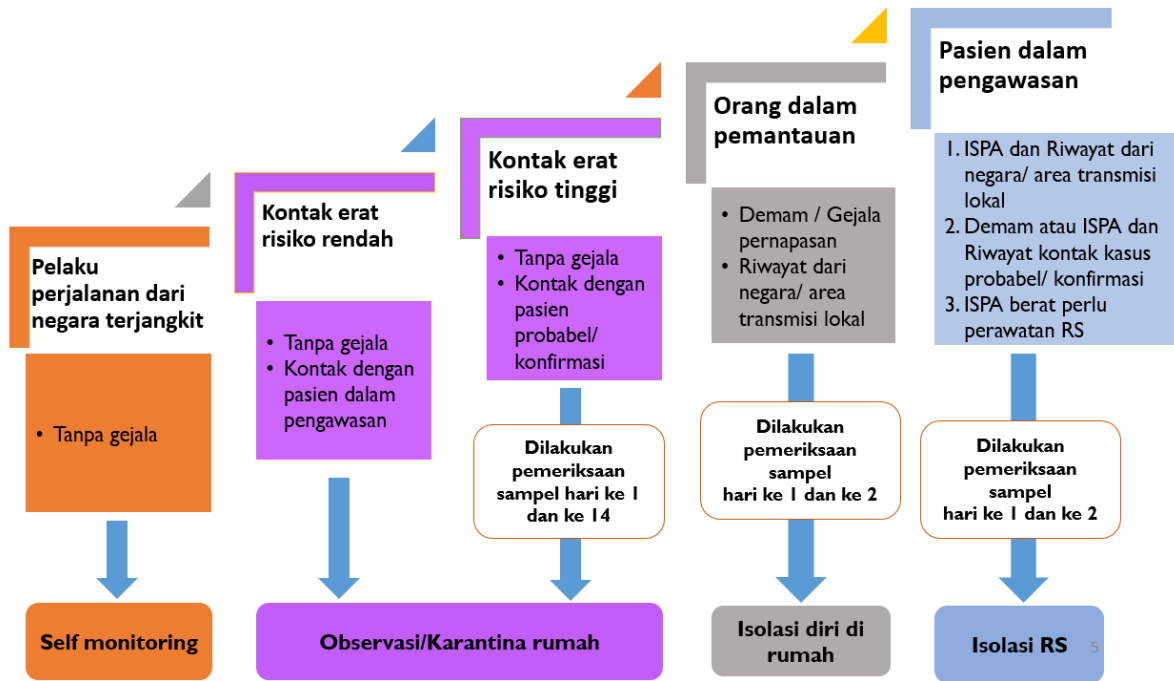 Pelaku
perjalanan dari
negara terjangkit
• Tanpa gejala
Self monitoring
Kontak erat
risiko rendah
• Tanpa gejala
• Kontak dengan
pasien dalam
pengawasan
Kontak erat
risiko tinggi
• Tanpa gejala
• Kontak dengan
pasien
probabel/
konfirmasi
Dilakukan
pemeriksaan
sampel hari ke 1
dan ke 14
Observasi/Karantina rumah
Orang dalam
pemantauan
• Demam / Gejala
pernapasan
• Riwayat dari
negara/ area
transmisi lokal
Dilakukan
pemeriksaan
sampel
hari ke 1 dan ke 2
Isolasi diri di
rumah
Pasien dalam
pengawasan
1. ISPA dan Riwayat dari
negara/ area transmisi
lokal
2. Demam atau ISPA dan
Riwayat kontak kasus
probabel/ konfirmasi
3. ISPA berat perlu
perawatan RS
Dilakukan
pemeriksaan
sampel
hari ke 1 dan ke 2
Isolasi RS
5